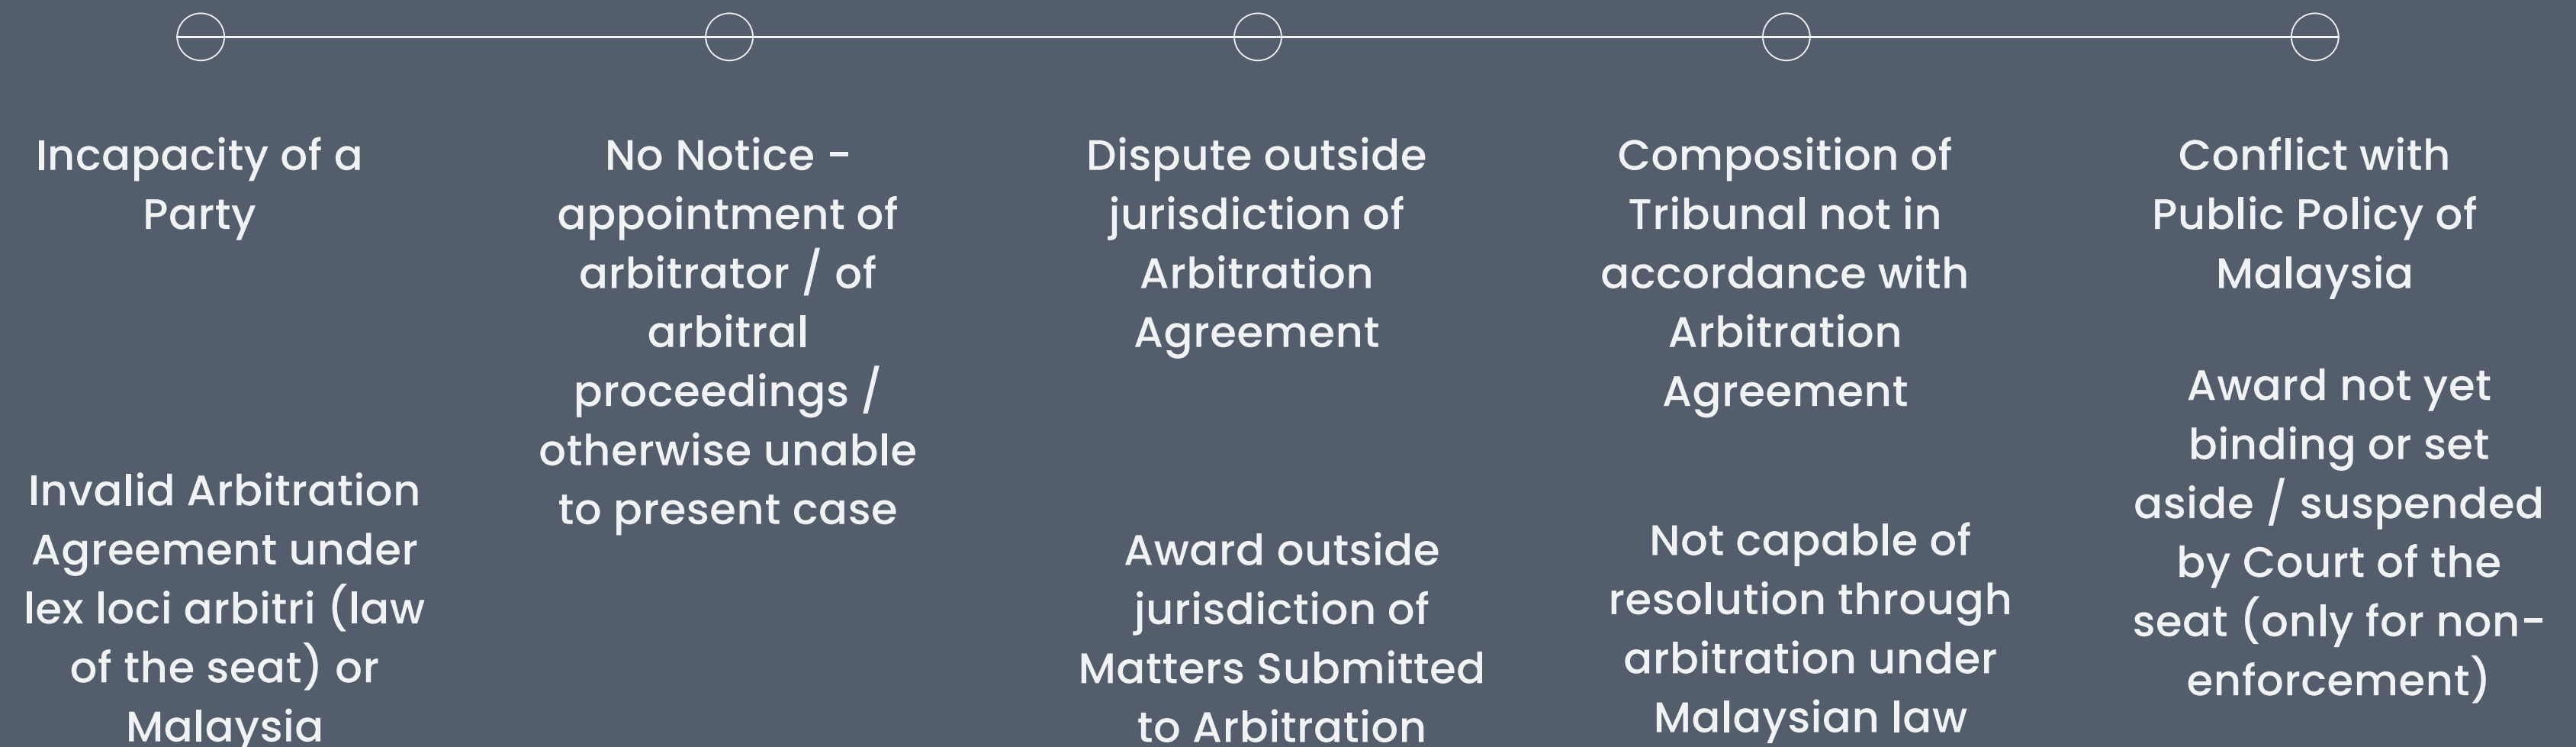 Incapacity of a
Party
Invalid Arbitration
Agreement under
lex loci arbitri (law
of the seat) or
Malaysia
No Notice -
appointment of
arbitrator / of
arbitral
proceedings /
otherwise unable
to present case
Dispute outside
jurisdiction of
Arbitration
Agreement
Award outside
jurisdiction of
Matters Submitted
to Arbitration
Composition of
Tribunal not in
accordance with
Arbitration
Agreement
Not capable of
resolution through
arbitration under
Malaysian law
Conflict with
Public Policy of
Malaysia
Award not yet
binding or set
aside / suspended
by Court of the
seat (only for non-
enforcement)